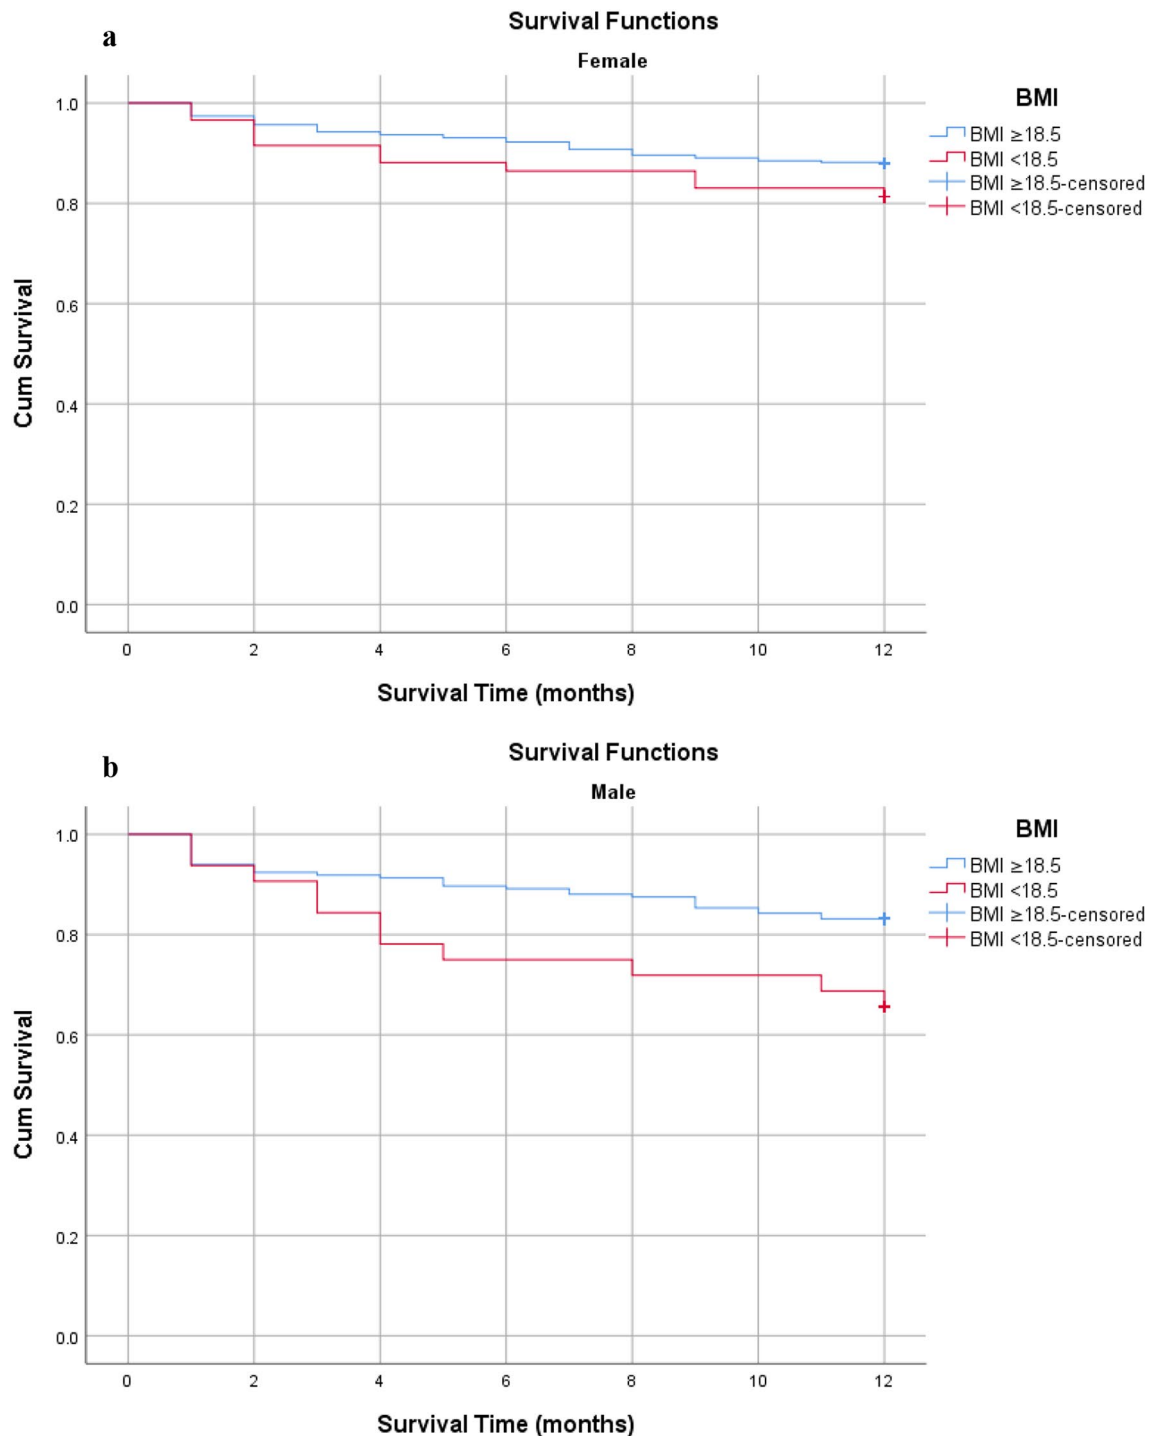 a
Survival Functions
Female
BMI
BMI ≥18.5
BMI <18.5
BMI ≥18.5-censored
BMI <18.5-censored
Cum Survival
1.0
0.8
0.6
0.4
0.2
0.0
0 2 4 6 8 10 12
Survival Time (months)
b
Survival Functions
Male
BMI
BMI ≥18.5
BMI <18.5
BMI ≥18.5-censored
BMI <18.5-censored
Cum Survival
1.0
0.8
0.6
0.4
0.2
0.0
0 2 4 6 8 10 12
Survival Time (months)